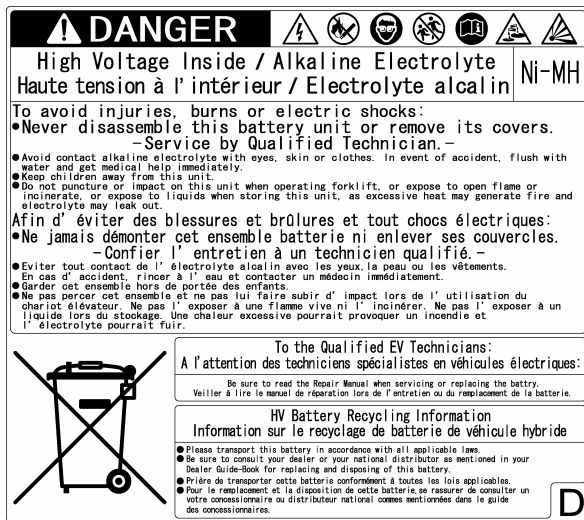 DANGER
High Voltage Inside / Alkaline Electrolyte
Haute tension à l'intérieur / Electrolyte alcalin
Ni-MH
To avoid injuries, burns or electric shocks:
●Never disassemble this battery unit or remove its covers.
－Service by Qualified Technician.－
●Avoid contact alkaline electrolyte with eyes, skin or clothes. In event of accident, flush with
water and get medical help immediately.
●Keep children away from this unit.
●Do not puncture or impact on this unit when operating forklift, or expose to open flame or
incinerate, or expose to liquids when storing this unit, as excessive heat may generate fire and
electrolyte may leak out.
Afin d' éviter des blessures et brûlures et tout chocs électriques:
●Ne jamais démonter cet ensemble batterie ni enlever ses couvercles.
－Confier l' entretien à un technicien qualifié.－
●Eviter tout contact de l' électrolyte alcalin avec les yeux, la peau ou les vêtements.
En cas d' accident, rincer à l' eau et contacter un médecin immédiatement.
●Garder cet ensemble hors de portée des enfants.
●Ne pas percer cet ensemble et ne pas lui faire subir d' impact lors de l' utilisation du
chariot élévateur. Ne pas l' exposer à une flamme vive ni l' incinérer. Ne pas l' exposer à un
liquide lors du stockage. Une chaleur excessive pourrait provoquer un incendie et
l' électrolyte pourrait fuir.
To the Qualified EV Technicians:
A l'attention des techniciens spécialistes en véhicules électriques:
Be sure to read the Repair Manual when servicing or replacing the battry.
Veiller à lire le manuel de réparation lors de l'entretien ou du remplacement de la batterie.
HV Battery Recycling Information
Information sur le recyclage de batterie de véhicule hybride
●Please transport this battery in accordance with all applicable laws.
●Be sure to consult your dealer or your national distributor as mentioned in your
Dealer Guide-Book for replacing and disposing of this battery.
●Prière de transporter cette batterie conformément à toutes les lois applicables.
●Pour le remplacement et la disposition de cette batterie, se rassurer de consulter un
votre concessionnaire ou distributeur national commes mentionnées dans le guide
des concessionnaires.
D